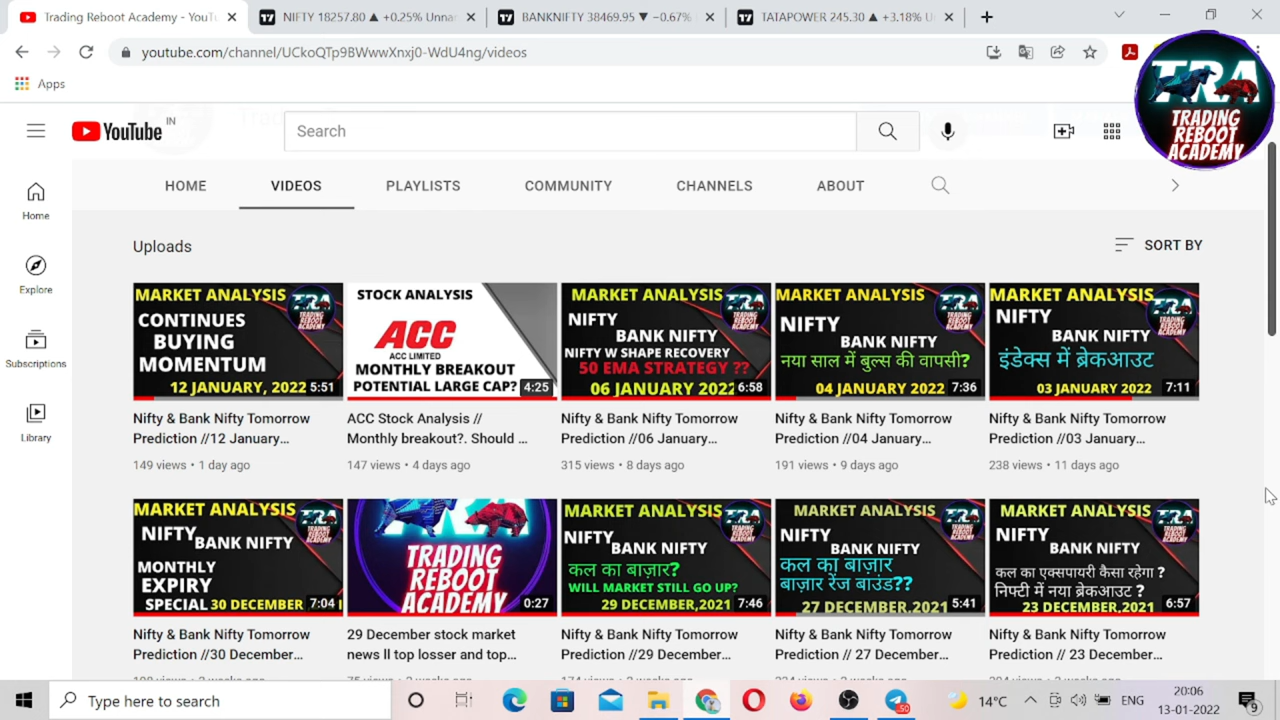 Trading Reboot Academy - YouTu
NIFTY 18257.80 ▲ +0.25% Unnam
BANKNIFTY 38469.95 ▼ −0.67% U
TATAPOWER 245.30 ▲ +3.18% Un
youtube.com/channel/UCkoQTp9BWwwXnxj0-WdU4ng/videos
Apps
TRA
TRADING
REBOOT
ACADEMY
YouTube IN
Search
HOME
VIDEOS
PLAYLISTS
COMMUNITY
CHANNELS
ABOUT
Uploads
SORT BY
Home
Explore
Subscriptions
Library
MARKET ANALYSIS
CONTINUES
BUYING
MOMENTUM
12 JANUARY, 2022
5:51
Nifty & Bank Nifty Tomorrow
Prediction //12 January...
149 views • 1 day ago
STOCK ANALYSIS
ACC
ACC LIMITED
MONTHLY BREAKOUT
POTENTIAL LARGE CAP?
4:25
ACC Stock Analysis //
Monthly breakout?. Should ...
147 views • 4 days ago
MARKET ANALYSIS
NIFTY
BANK NIFTY
NIFTY W SHAPE RECOVERY
50 EMA STRATEGY ??
06 JANUARY 2022
6:58
Nifty & Bank Nifty Tomorrow
Prediction //06 January...
315 views • 8 days ago
MARKET ANALYSIS
NIFTY
BANK NIFTY
नया साल में बुल्स की वापसी?
04 JANUARY 2022
7:36
Nifty & Bank Nifty Tomorrow
Prediction //04 January...
191 views • 9 days ago
MARKET ANALYSIS
NIFTY
BANK NIFTY
इंडेक्स में ब्रेकआउट
03 JANUARY 2022
7:11
Nifty & Bank Nifty Tomorrow
Prediction //03 January...
238 views • 11 days ago
MARKET ANALYSIS
NIFTY
BANK NIFTY
MONTHLY
EXPIRY
SPECIAL 30 DECEMBER
7:04
Nifty & Bank Nifty Tomorrow
Prediction //30 December...
TRADING
REBOOT
ACADEMY
0:27
29 December stock market
news ll top losser and top...
MARKET ANALYSIS
NIFTY
BANK NIFTY
कल का बाज़ार?
WILL MARKET STILL GO UP?
29 DECEMBER,2021
7:46
Nifty & Bank Nifty Tomorrow
Prediction //29 December...
MARKET ANALYSIS
NIFTY
BANK NIFTY
कल का बाज़ार
बाज़ार रेंज बाउंड??
27 DECEMBER,2021
5:41
Nifty & Bank Nifty Tomorrow
Prediction // 27 December...
MARKET ANALYSIS
NIFTY
BANK NIFTY
कल का एक्सपायरी कैसा रहेगा ?
निफ्टी में नया ब्रेकआउट ?
23 DECEMBER,2021
6:57
Nifty & Bank Nifty Tomorrow
Prediction // 23 December...
Type here to search
50
14°C
ENG
20:06
13-01-2022
9